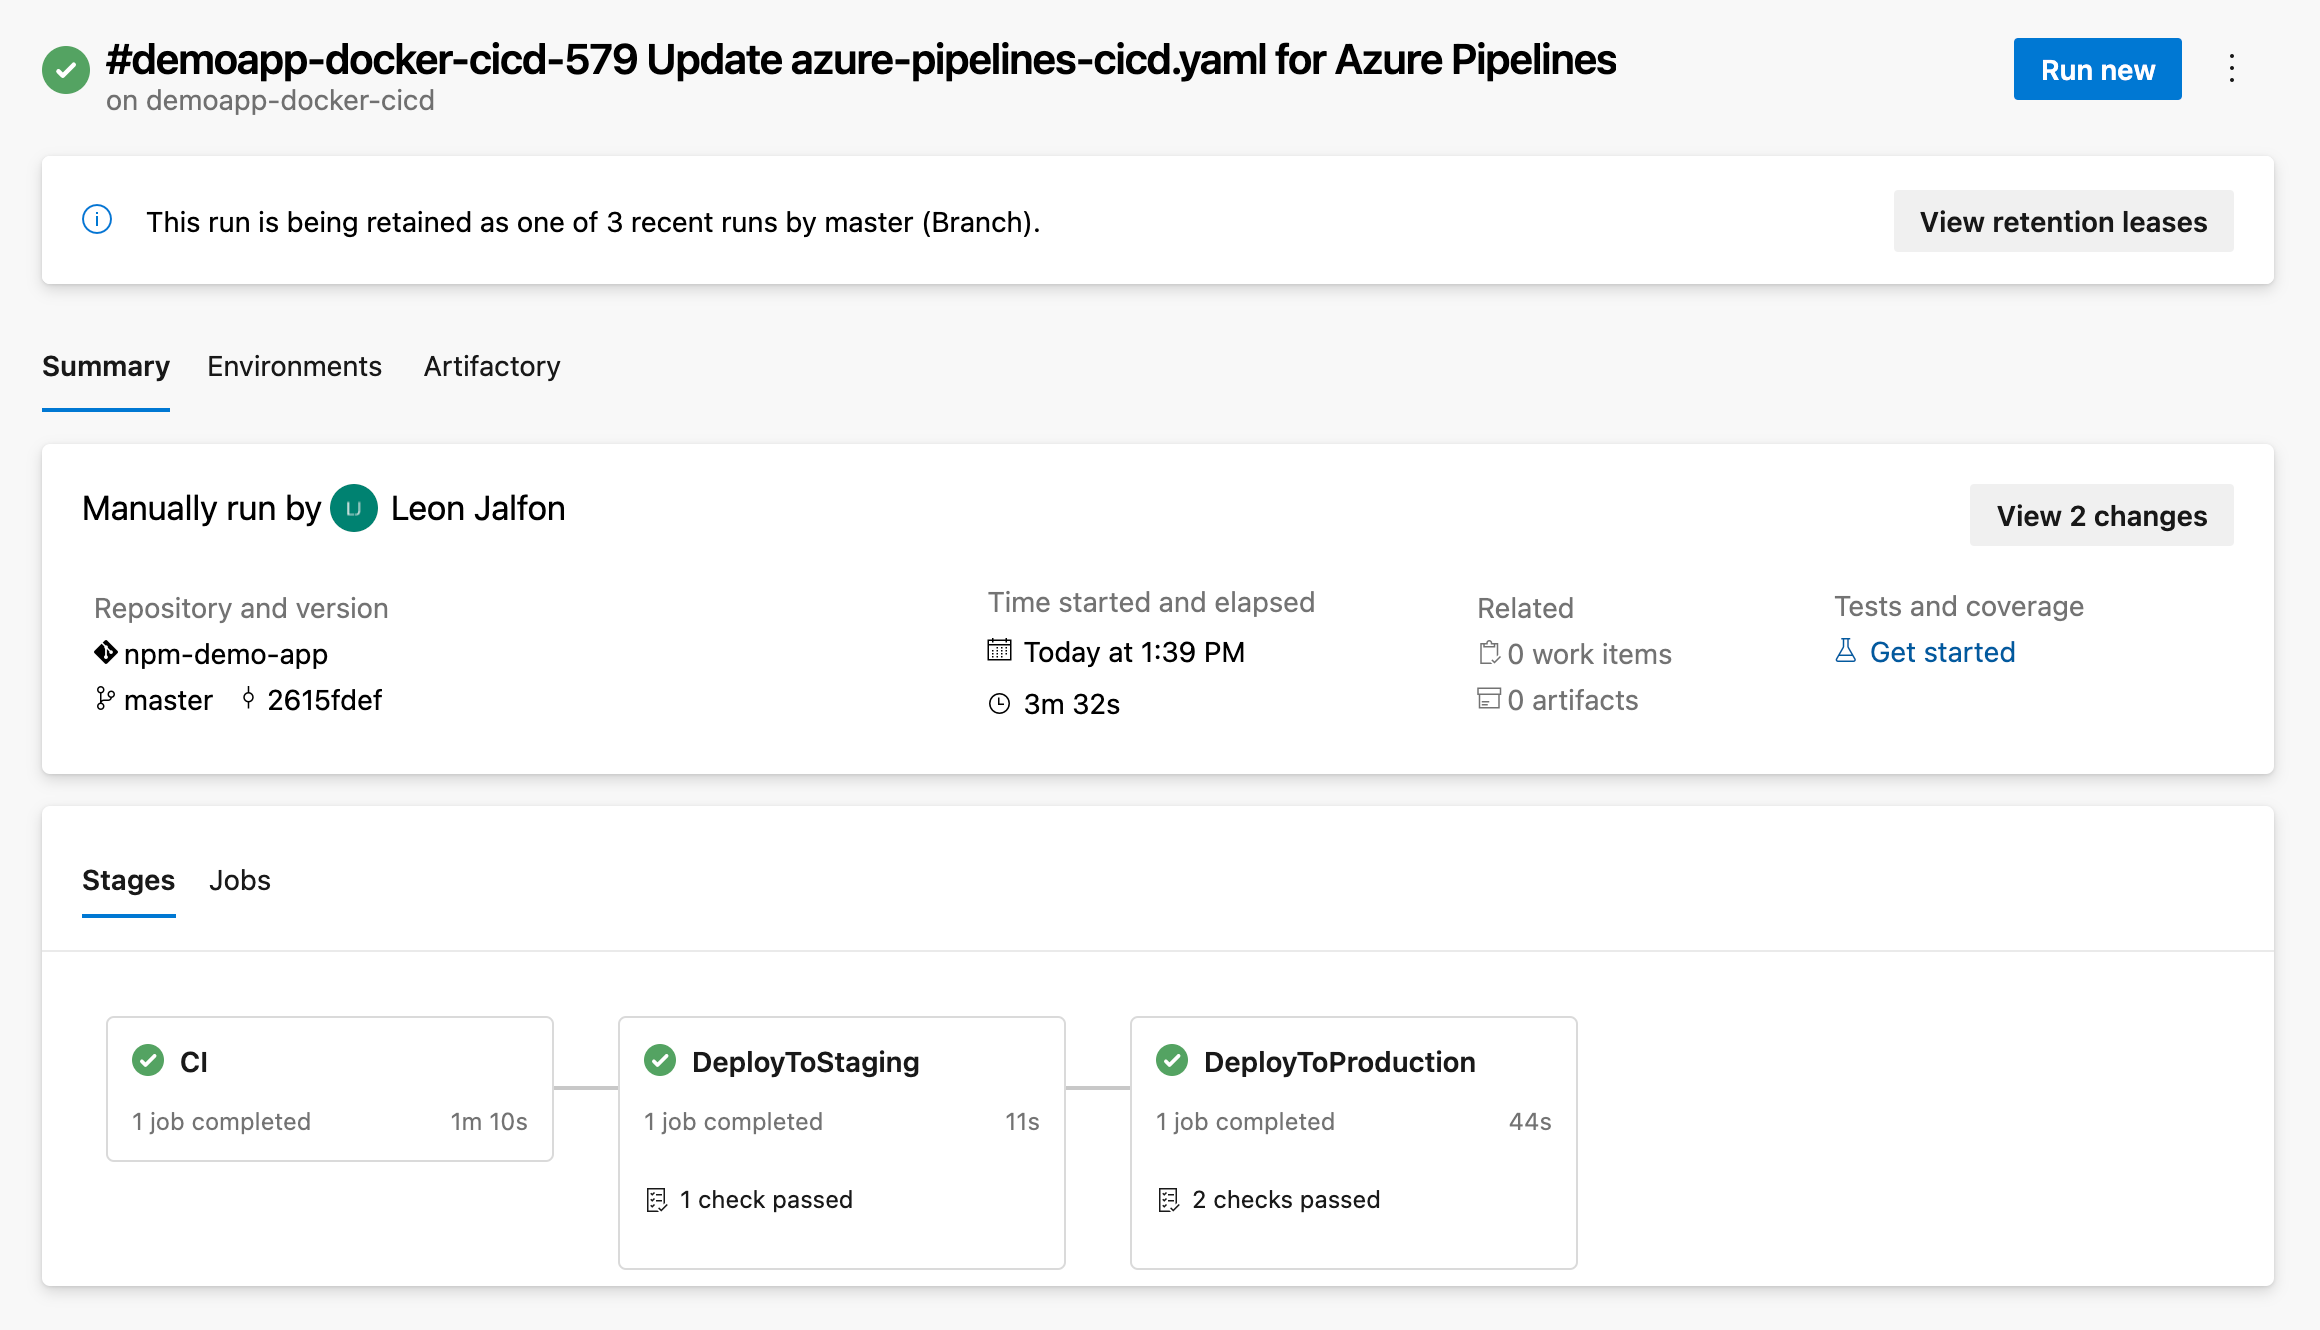 #demoapp-docker-cicd-579 Update azure-pipelines-cicd.yaml for Azure Pipelines
on demoapp-docker-cicd
Run new
This run is being retained as one of 3 recent runs by master (Branch).
View retention leases
Summary Environments Artifactory
Manually run by LJ Leon Jalfon
View 2 changes
Repository and version
npm-demo-app
master 2615fdef
Time started and elapsed
Today at 1:39 PM
3m 32s
Related
0 work items
0 artifacts
Tests and coverage
Get started
Stages Jobs
CI
1 job completed 1m 10s
DeployToStaging
1 job completed 11s
1 check passed
DeployToProduction
1 job completed 44s
2 checks passed